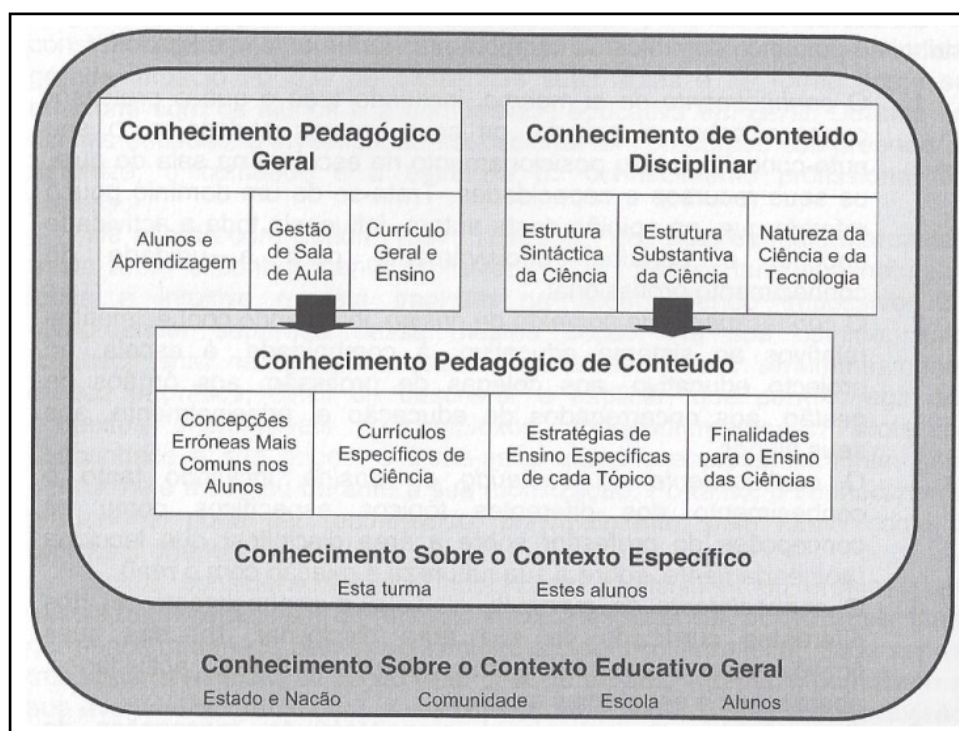 Conhecimento Pedagógico
Geral
Conhecimento de Conteúdo
Disciplinar
Alunos e
Aprendizagem
Gestão
de Sala
de Aula
Currículo
Geral e
Ensino
Estrutura
Sintáctica
da Ciência
Estrutura
Substantiva
da Ciência
Natureza da
Ciência e da
Tecnologia
Conhecimento Pedagógico de Conteúdo
Concepções
Erróneas Mais
Comuns nos
Alunos
Currículos
Específicos de
Ciência
Estratégias de
Ensino Específicas
de cada Tópico
Finalidades
para o Ensino
das Ciências
Conhecimento Sobre o Contexto Específico
Esta turma Estes alunos
Conhecimento Sobre o Contexto Educativo Geral
Estado e Nacão Comunidade Escola Alunos